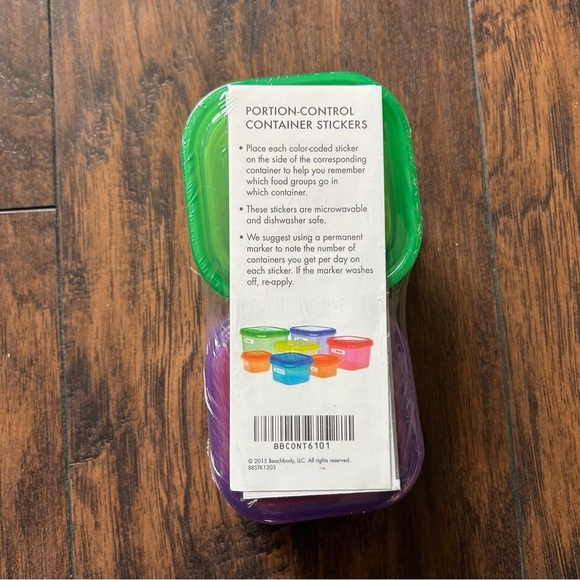 PORTION-CONTROL
CONTAINER STICKERS
• Place each color-coded sticker
on the side of the corresponding
container to help you remember
which food groups go in
which container.
• These stickers are microwavable
and dishwasher safe.
• We suggest using a permanent
marker to note the number of
containers you get per day on
each sticker. If the marker washes
off, re-apply.
BBCONT6101
© 2015 Beachbody, LLC. All rights reserved.
BBSTK1203